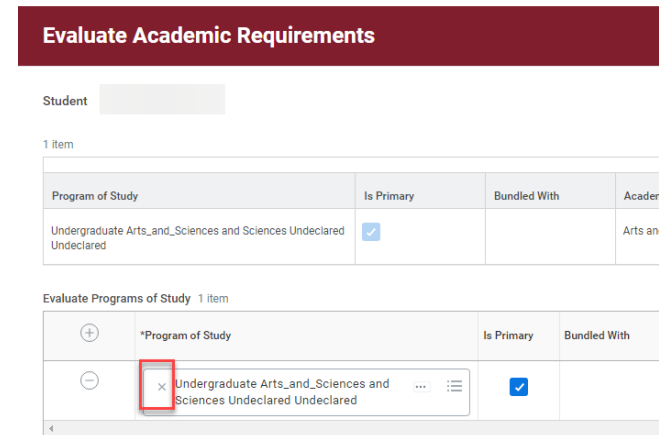 Evaluate Academic Requirements
Student
1 item
Program of Study Is Primary Bundled With
Undergraduate Arts_and_Sciences and Sciences Undeclared
Undeclared
Arts
Evaluate Programs of Study 1 item
*Program of Study Is Primary Bundled With
Undergraduate Arts_and_Sciences and
Sciences Undeclared Undeclared